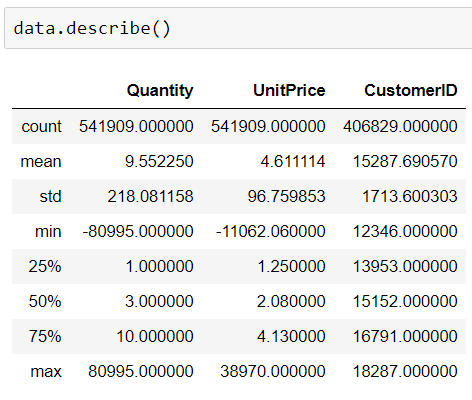 data.describe()
Quantity UnitPrice CustomerID
count 541909.000000 541909.000000 406829.000000
mean 9.552250 4.611114 15287.690570
std 218.081158 96.759853 1713.600303
min -80995.000000 -11062.060000 12346.000000
25% 1.000000 1.250000 13953.000000
50% 3.000000 2.080000 15152.000000
75% 10.000000 4.130000 16791.000000
max 80995.000000 38970.000000 18287.000000